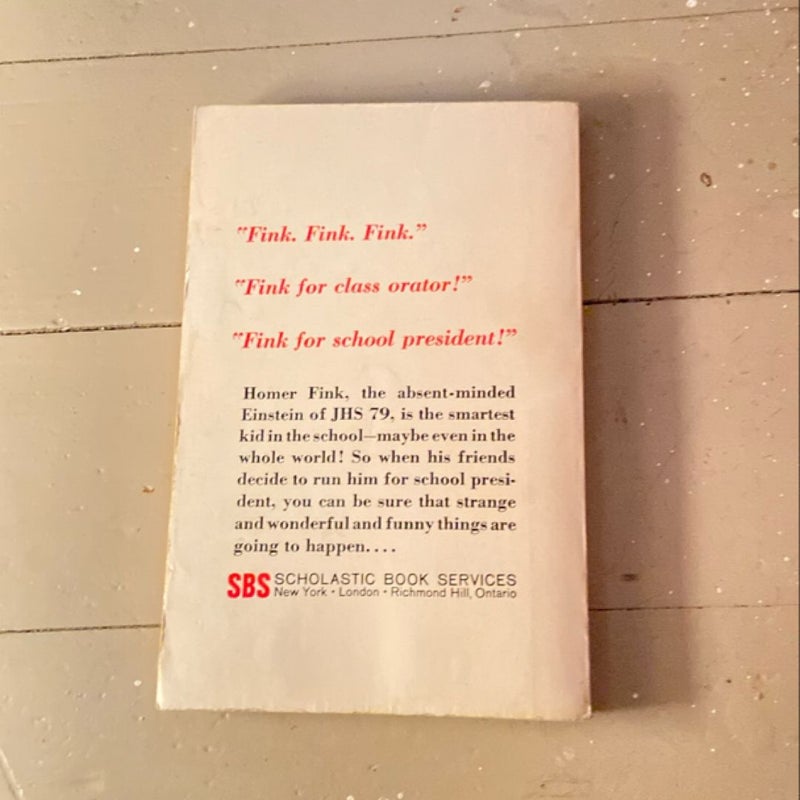 "Fink. Fink. Fink."
"Fink for class orator!"
"Fink for school president!"
Homer Fink, the absent-minded
Einstein of JHS 79, is the smartest
kid in the school—maybe even in the
whole world! So when his friends
decide to run him for school presi-
dent, you can be sure that strange
and wonderful and funny things are
going to happen....
SBS SCHOLASTIC BOOK SERVICES
New York • London • Richmond Hill, Ontario